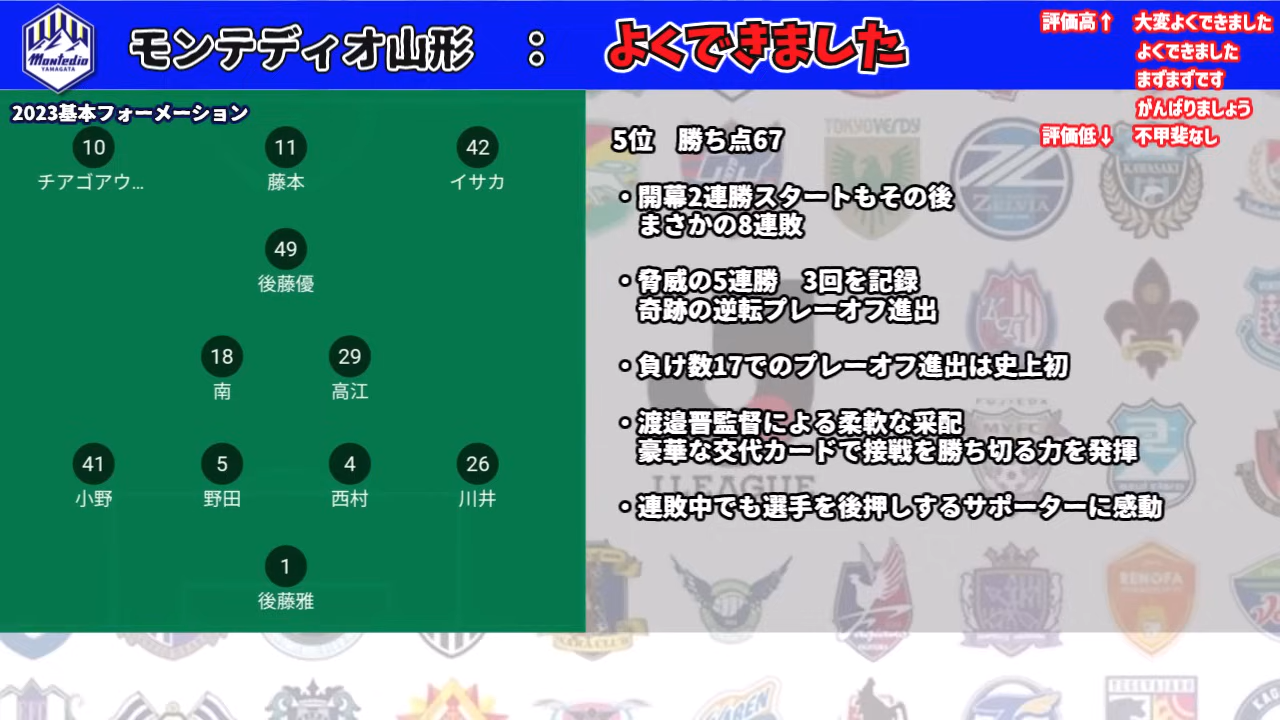 Montedio
YAMAGATA
モンテディオ山形 : よくできました
評価高↑ 大変よくできました
よくできました
まずまずです
がんばりましょう
評価低↓ 不甲斐なし
2023基本フォーメーション
10 11 42
チアゴアウ... 藤本 イサカ
49
後藤優
18 29
南 高江
41 5 4 26
小野 野田 西村 川井
1
後藤雅
5位 勝ち点67
・開幕2連勝スタートもその後
まさかの8連敗
・脅威の5連勝 3回を記録
奇跡の逆転プレーオフ進出
・負け数17でのプレーオフ進出は史上初
・渡邉晋監督による柔軟な采配
豪華な交代カードで接戦を勝ち切る力を発揮
・連敗中でも選手を後押しするサポーターに感動
TOKYO VERDY
ZELVIA
KAWASAKI
FUJIEDA
MYFC
J.LEAGUE
RENOFA